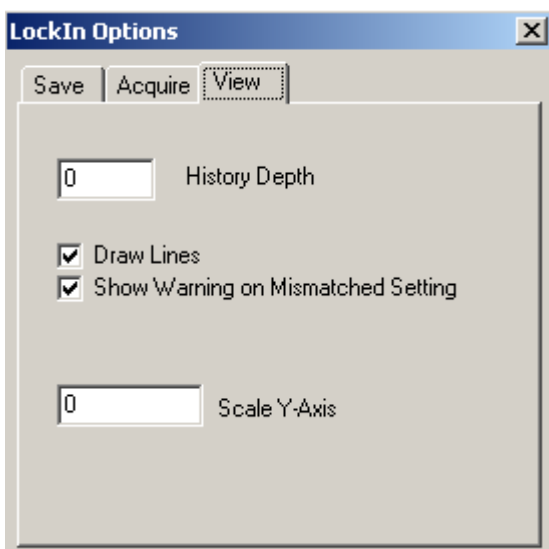 LockIn Options
Save Acquire View
0 History Depth
Draw Lines
Show Warning on Mismatched Setting
0 Scale Y-Axis